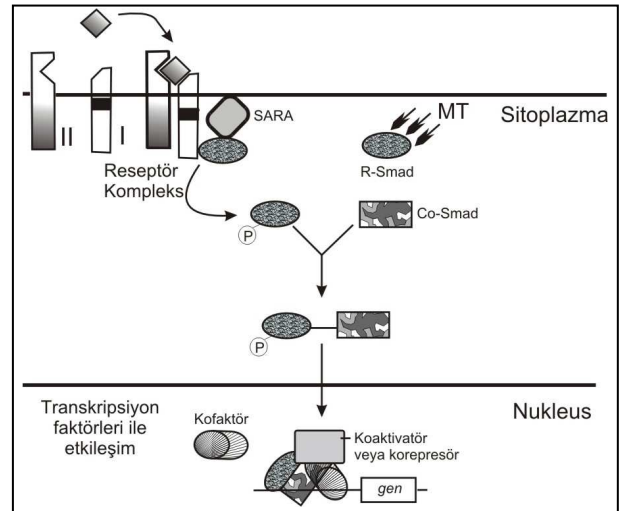 II
I
SARA
MT
Sitoplazma
R-Smad
Reseptör
Kompleks
P
Co-Smad
P
Transkripsiyon
faktörleri ile
etkileşim
Kofaktör
Nukleus
Koaktivatör
veya korepresör
gen